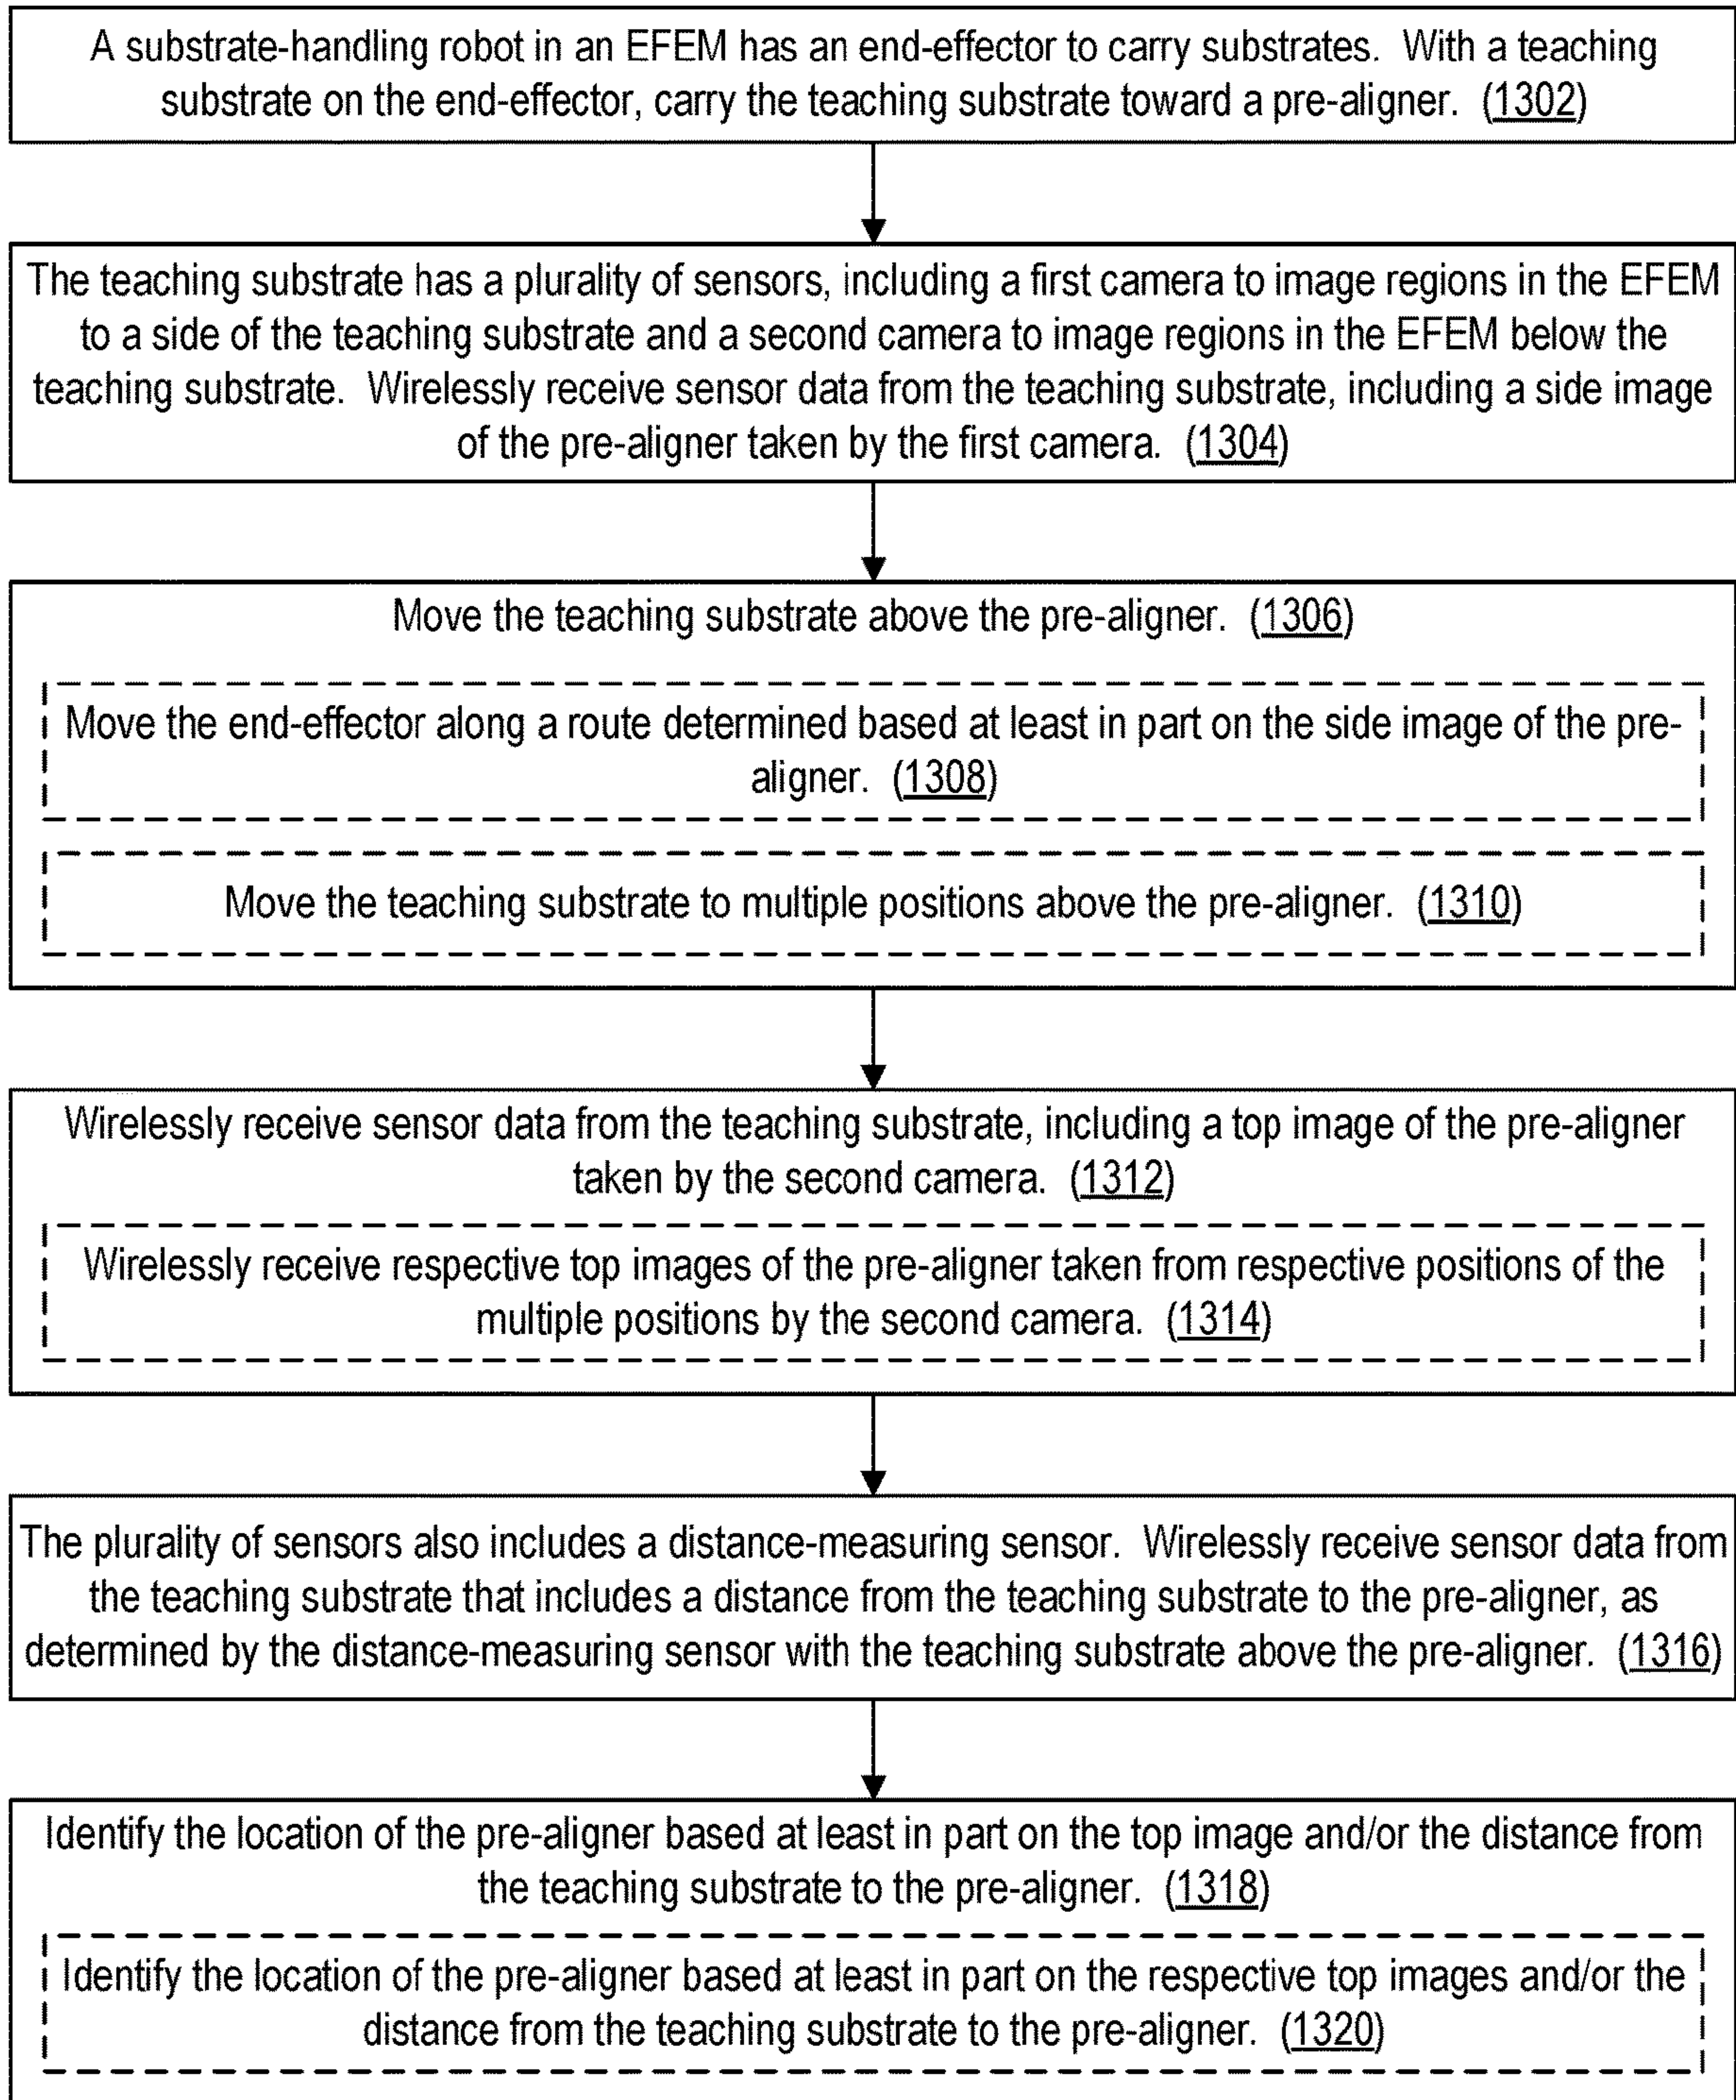 A substrate-handling robot in an EFEM has an end-effector to carry substrates. With a teaching
substrate on the end-effector, carry the teaching substrate toward a pre-aligner. (1302)
The teaching substrate has a plurality of sensors, including a first camera to image regions in the EFEM
to a side of the teaching substrate and a second camera to image regions in the EFEM below the
teaching substrate. Wirelessly receive sensor data from the teaching substrate, including a side image
of the pre-aligner taken by the first camera. (1304)
Move the teaching substrate above the pre-aligner. (1306)
Move the end-effector along a route determined based at least in part on the side image of the pre-
aligner. (1308)
Move the teaching substrate to multiple positions above the pre-aligner. (1310)
Wirelessly receive sensor data from the teaching substrate, including a top image of the pre-aligner
taken by the second camera. (1312)
Wirelessly receive respective top images of the pre-aligner taken from respective positions of the
multiple positions by the second camera. (1314)
The plurality of sensors also includes a distance-measuring sensor. Wirelessly receive sensor data from
the teaching substrate that includes a distance from the teaching substrate to the pre-aligner, as
determined by the distance-measuring sensor with the teaching substrate above the pre-aligner. (1316)
Identify the location of the pre-aligner based at least in part on the top image and/or the distance from
the teaching substrate to the pre-aligner. (1318)
Identify the location of the pre-aligner based at least in part on the respective top images and/or the
distance from the teaching substrate to the pre-aligner. (1320)